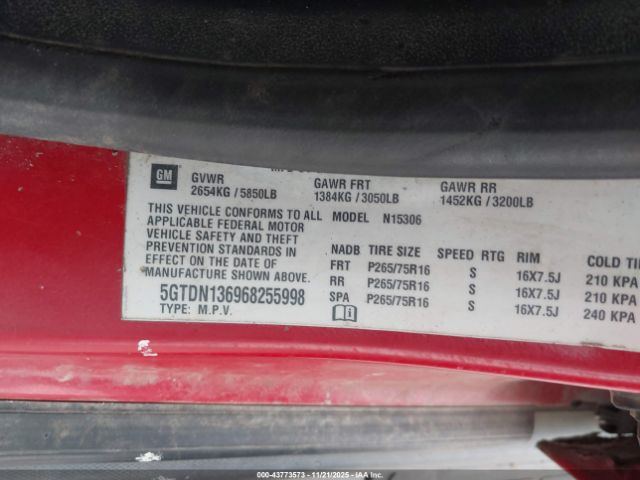 GM
GVWR
2654KG / 5850LB
GAWR FRT
1384KG / 3050LB
GAWR RR
1452KG / 3200LB
THIS VEHICLE CONFORMS TO ALL
APPLICABLE FEDERAL MOTOR
VEHICLE SAFETY AND THEFT
PREVENTION STANDARDS IN
EFFECT ON THE DATE OF
MANUFACTURE SHOWN ABOVE.
5GTDN136968255998
TYPE: M.P.V.
MODEL N15306
NADB TIRE SIZE SPEED RTG RIM COLD
FRT P265/75R16 S 16X7.5J 210 KPA
RR P265/75R16 S 16X7.5J 210 KPA
SPA P265/75R16 S 16X7.5J 240 KPA
© 000-43773573 - 11/21/2025 - IAA Inc.